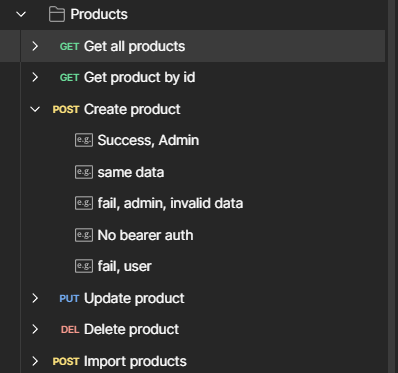 Products
GET Get all products
GET Get product by id
POST Create product
e.g. Success, Admin
e.g. same data
e.g. fail, admin, invalid data
e.g. No bearer auth
e.g. fail, user
PUT Update product
DEL Delete product
POST Import products